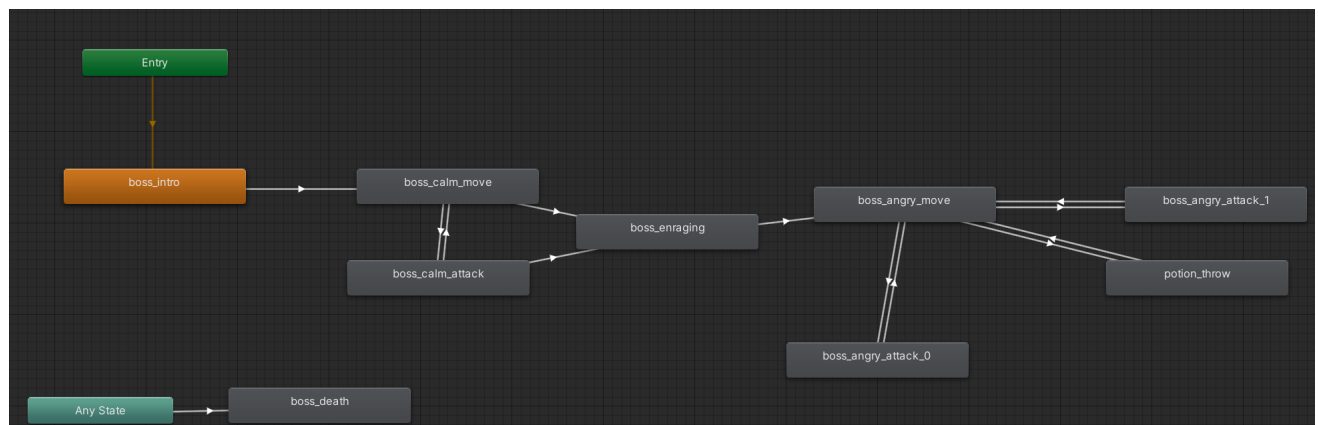 Entry
boss_intro
boss_calm_move
boss_angry_move
boss_angry_attack_1
boss_enraging
boss_calm_attack
potion_throw
boss_angry_attack_0
boss_death
Any State